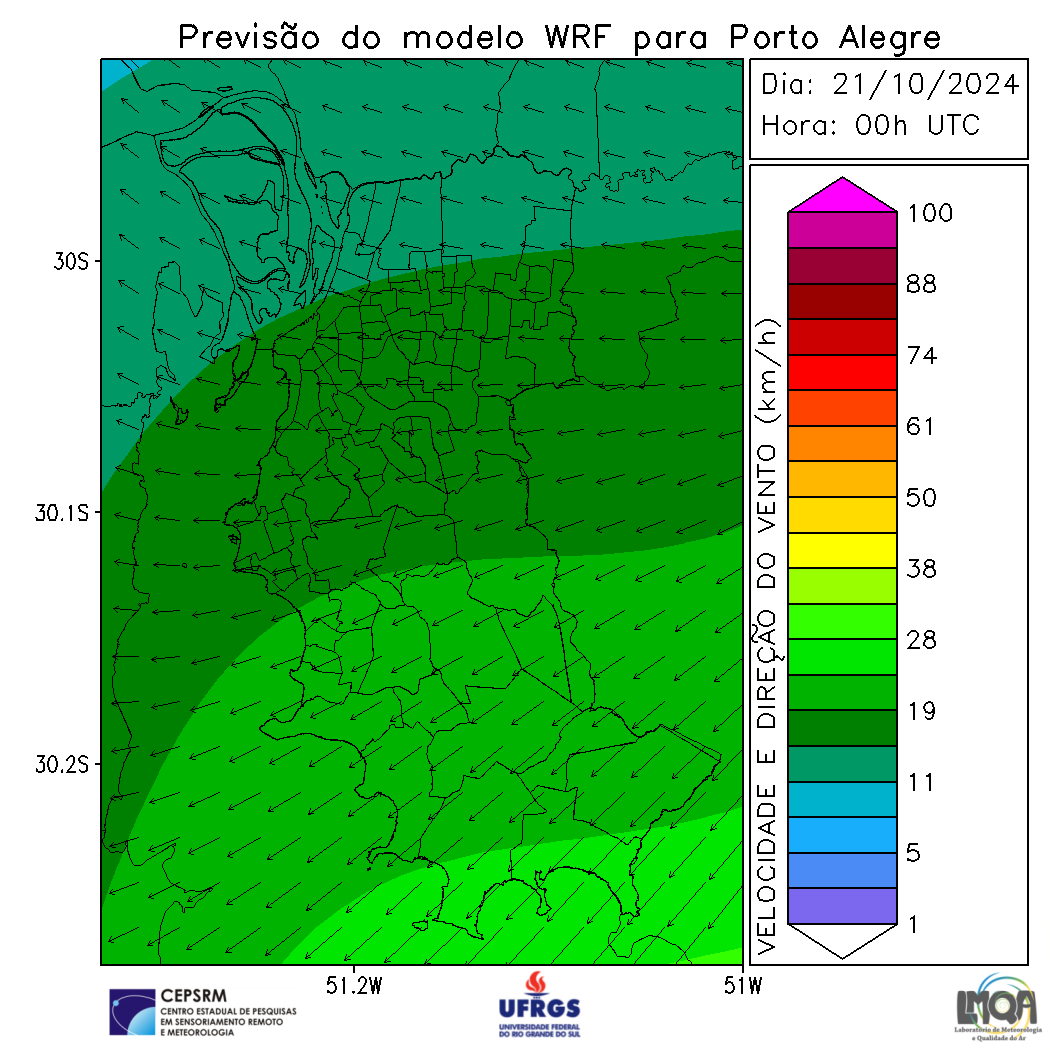 Previsão do modelo WRF para Porto Alegre
Dia: 21/10/2024
Hora: 00h UTC
30S
30.1S
30.2S
51.2W
51W
VELOCIDADE E DIREÇÃO DO VENTO (km/h)
100
88
74
61
50
38
28
19
11
5
1
CEPSRM
CENTRO ESTADUAL DE PESQUISAS
EM SENSORIAMENTO REMOTO
E METEOROLOGIA
UFRGS
UNIVERSIDADE FEDERAL
DO RIO GRANDE DO SUL
LMQA
Laboratório de Meteorologia
e Qualidade do Ar